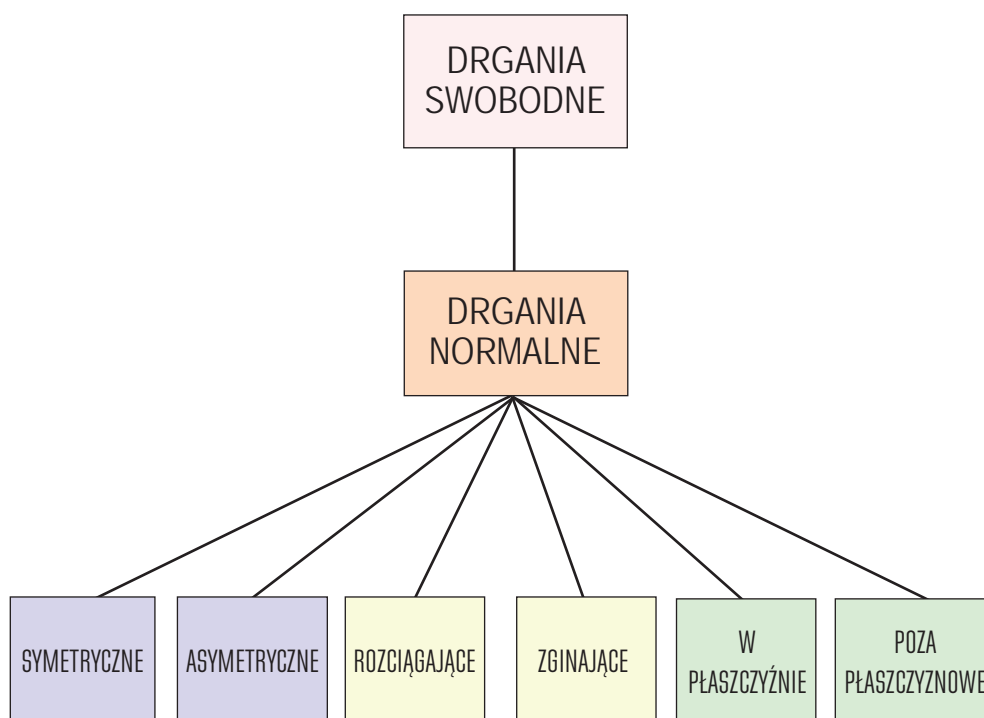 DRGANIA
SWOBODNE
DRGANIA
NORMALNE
SYMETRYCZNE
ASYMETRYCZNE
ROZCIĄGAJĄCE
ZGINAJĄCE
W
PŁASZCZYŹNIE
POZA
PŁASZCZYZNOWE